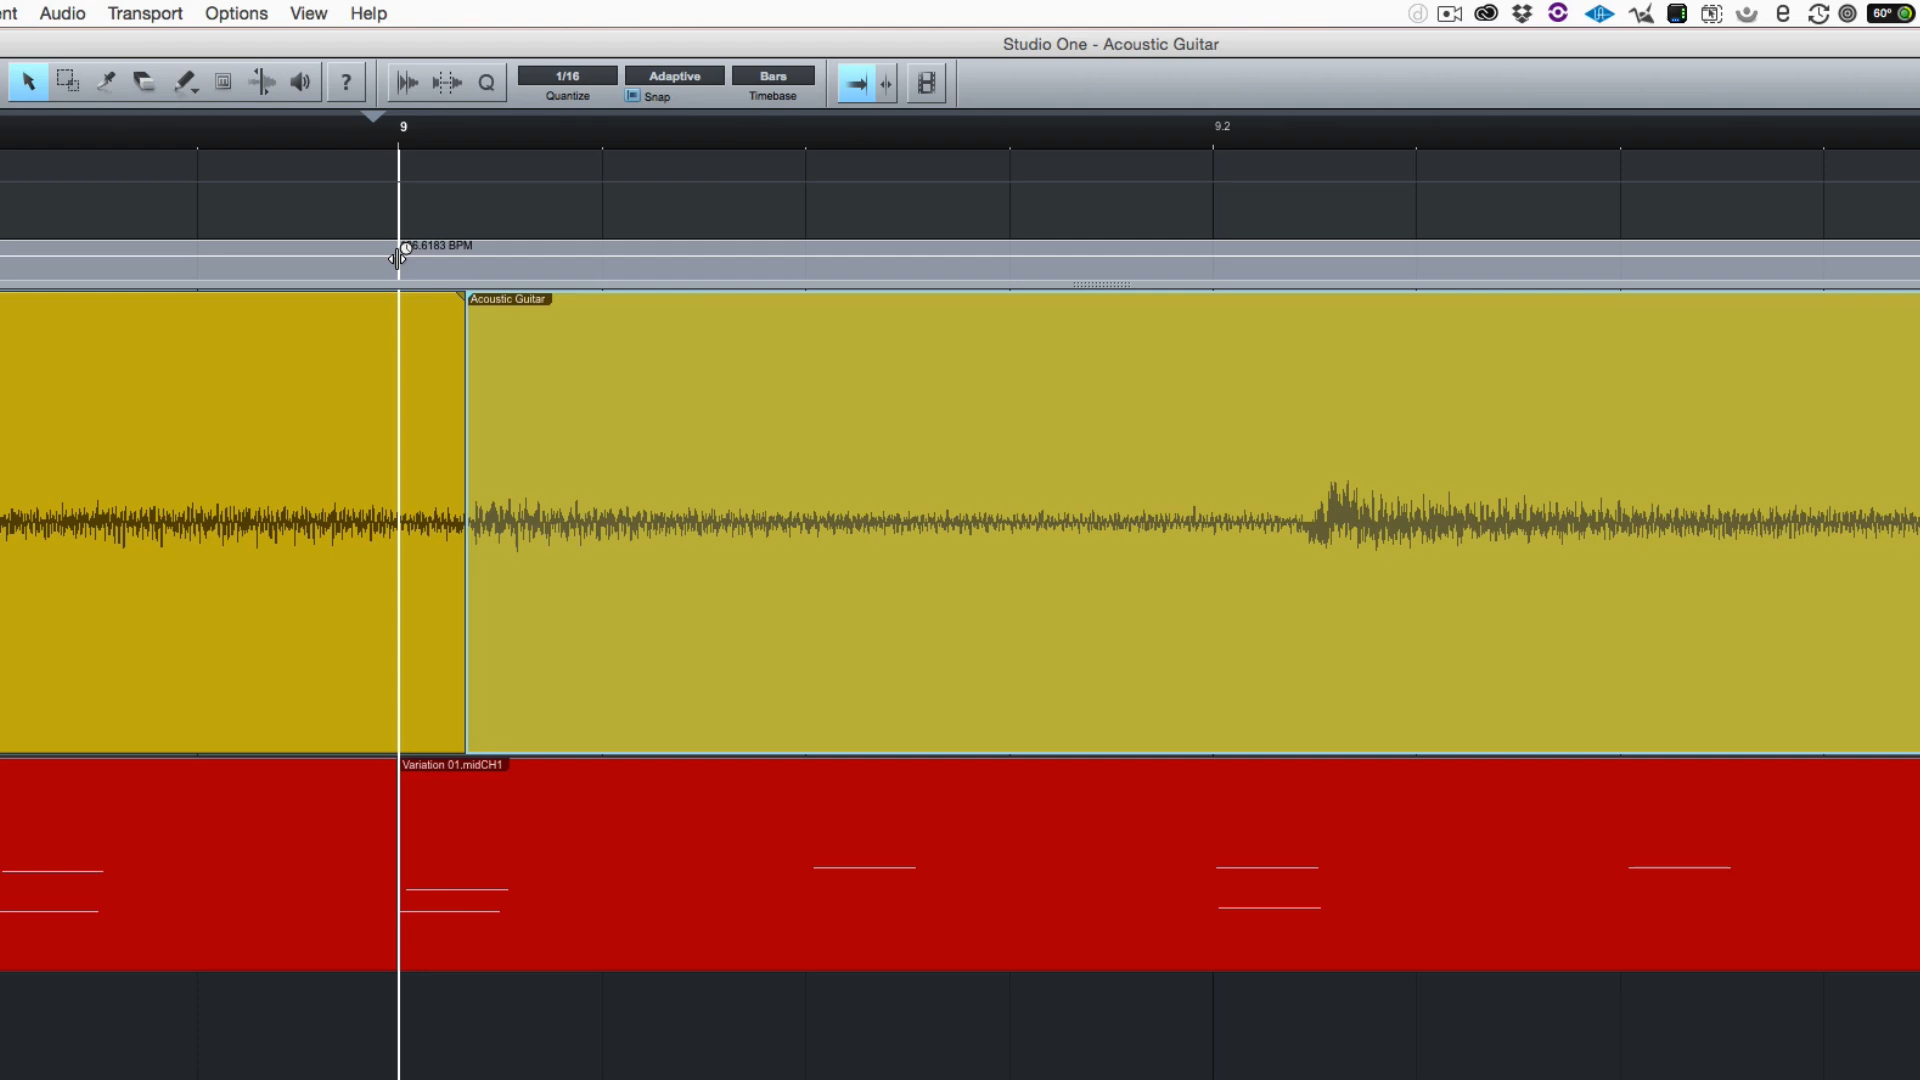 Audio Transport Options View Help
60°
Studio One - Acoustic Guitar
? Q 1/16 Adaptive Bars
Quantize Snap Timebase
9 9.2
6.6183 BPM
Acoustic Guitar
Variation 01.midCH1